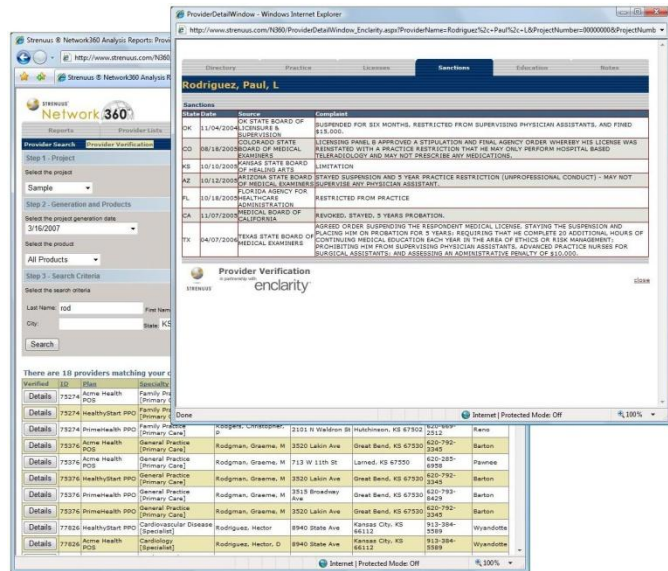 ProviderDetailWindow - Windows Internet Explorer
http://www.strenuus.com/N360/ProviderDetailWindow_Enclarity.aspx?ProviderName=Rodriguez%2c+Paul%2c+L&ProjectNumber=00000000&ProjectNumb
Directory Practice Licenses Sanctions Education Notes
Rodriguez, Paul, L
Sanctions
State Date Source Complaint
OK 11/04/2004 OK STATE BOARD OF LICENSURE & SUPERVISION SUSPENDED FOR SIX MONTHS, RESTRICTED FROM SUPERVISING PHYSICIAN ASSISTANT, AND FINED $15,000.
CO 08/18/2005 COLORADO STATE BOARD OF MEDICAL EXAMINERS LICENSING PANEL B APPROVED A STIPULATION AND FINAL AGENCY ORDER WHEREBY HIS LICENSE WAS REINSTATED WITH A PRACTICE RESTRICTION THAT HE MAY ONLY PERFORM HOSPITAL BASED TELERADIOLOGY AND MAY NOT PRESCRIBE ANY MEDICATIONS.
KS 10/10/2005 KANSAS STATE BOARD OF HEALING ARTS LIMITATION
AZ 10/12/2005 ARIZONA STATE BOARD OF MEDICAL EXAMINERS STAYED SUSPENSION AND 5 YEAR PRACTICE RESTRICTION (UNPROFESSIONAL CONDUCT) - MAY NOT SUPERVISE ANY PHYSICIAN ASSISTANT.
FL 10/18/2005 FLORIDA AGENCY FOR HEALTHCARE ADMINISTRATION RESTRICTED FROM PRACTICE
CA 11/07/2005 MEDICAL BOARD OF CALIFORNIA REVOKED, STAYED, 5 YEARS PROBATION.
TX 04/07/2006 TEXAS STATE BOARD OF MEDICAL EXAMINERS AGREED ORDER SUSPENDING THE RESPONDENT MEDICAL LICENSE, STAYING THE SUSPENSION AND PLACING HIM ON PROBATION FOR 5 YEARS; REQUIRING THAT HE COMPLETE 20 ADDITIONAL HOURS OF CONTINUING MEDICAL EDUCATION EACH YEAR IN THE AREA OF ETHICS OR RISK MANAGEMENT; PROHIBITING HIM FROM SUPERVISING PHYSICIAN ASSISTANTS, ADVANCED PRACTICE NURSES FOR SURGICAL ASSISTANTS; AND ASSESSING AN ADMINISTRATIVE PENALTY OF $10,000.
STRENUUS Provider Verification
in partnership with enclarity
close
Done Internet | Protected Mode: Off 100%
Strenuus ® Network360 Analysis Reports: Provi
http://www.strenuus.com/N360
Strenuus ® Network360 Analysis R
STRENUUS
Network 360
Reports Provider Lists
Provider Search Provider Verification
Step 1 - Project
Select the project
Sample
Step 2 - Generation and Products
Select the project generation date
3/16/2007
Select the product
All Products
Step 3 - Search Criteria
Select the search criteria
Last Name: rod First Nam
City: State: KS
Search
There are 18 providers matching your c
Verified ID Plan Specialty
Details 75274 Acme Health POS Family Pra [Primary C
Details 75274 HealthyStart PPO Family Pra [Primary C
Details 75274 PrimeHealth PPO Family Practice [Primary Care] Rodgers, Christopher, P 2101 N Waldron St Hutchinson, KS 67502 620-669-2512 Reno
Details 75376 Acme Health POS General Practice [Primary Care] Rodgman, Graeme, M 3520 Lakin Ave Great Bend, KS 67530 620-792-3345 Barton
Details 75376 Acme Health POS General Practice [Primary Care] Rodgman, Graeme, M 713 W 11th St Larned, KS 67550 620-285-6958 Pawnee
Details 75376 HealthyStart PPO General Practice [Primary Care] Rodgman, Graeme, M 3520 Lakin Ave Great Bend, KS 67530 620-792-3345 Barton
Details 75376 PrimeHealth PPO General Practice [Primary Care] Rodgman, Graeme, M 3515 Broadway Ave Great Bend, KS 67530 620-793-8429 Barton
Details 75376 PrimeHealth PPO General Practice [Primary Care] Rodgman, Graeme, M 3520 Lakin Ave Great Bend, KS 67530 620-792-3345 Barton
Details 77826 HealthyStart PPO Cardiovascular Disease [Specialist] Rodriguez, Hector 8940 State Ave Kansas City, KS 66112 913-384-5589 Wyandotte
Details 77826 Acme Health POS Cardiology [Specialist] Rodriguez, Hector, D 8940 State Ave Kansas City, KS 66112 913-384-5589 Wyandotte
Internet | Protected Mode: Off 100%